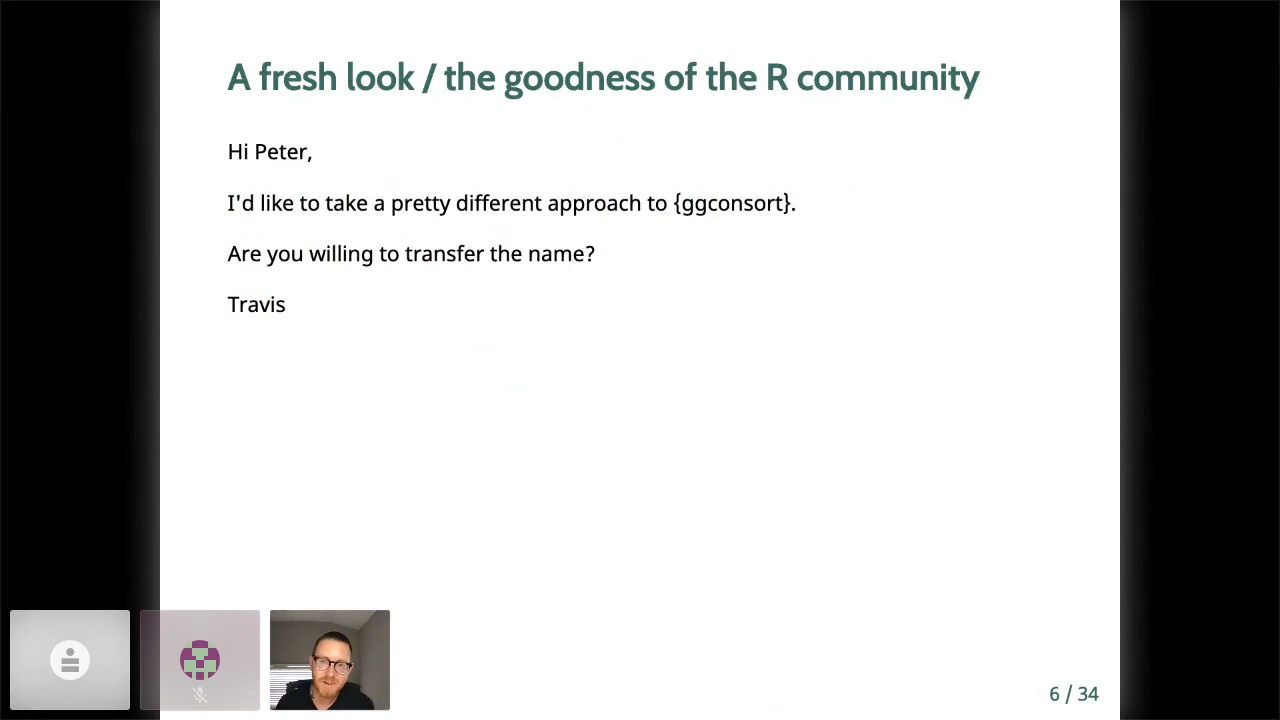 A fresh look / the goodness of the R community
Hi Peter,
I'd like to take a pretty different approach to {ggconsort}.
Are you willing to transfer the name?
Travis
6 / 34